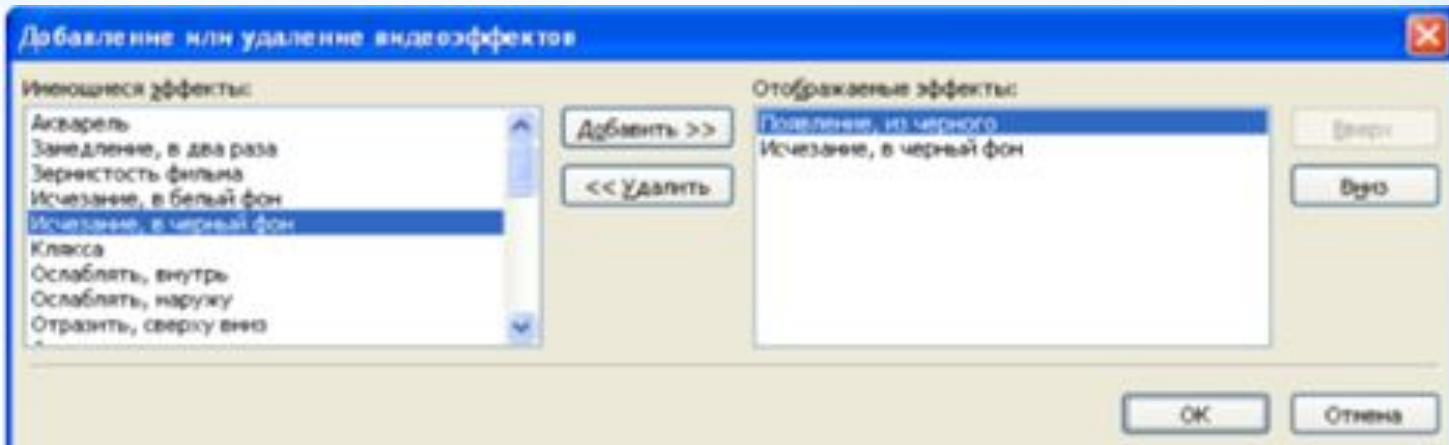 Добавление или удаление видеоэффектов
Имеющиеся эффекты:
Акварель
Замедление, в два раза
Зернистость фильма
Исчезание, в белый фон
Исчезание, в черный фон
Клякса
Ослаблять, внутрь
Ослаблять, наружу
Отразить, сверху вниз
Добавить >>
<< Удалить
Отображаемые эффекты:
Появление, из черного
Исчезание, в черный фон
Вверх
Вниз
ОК
Отмена